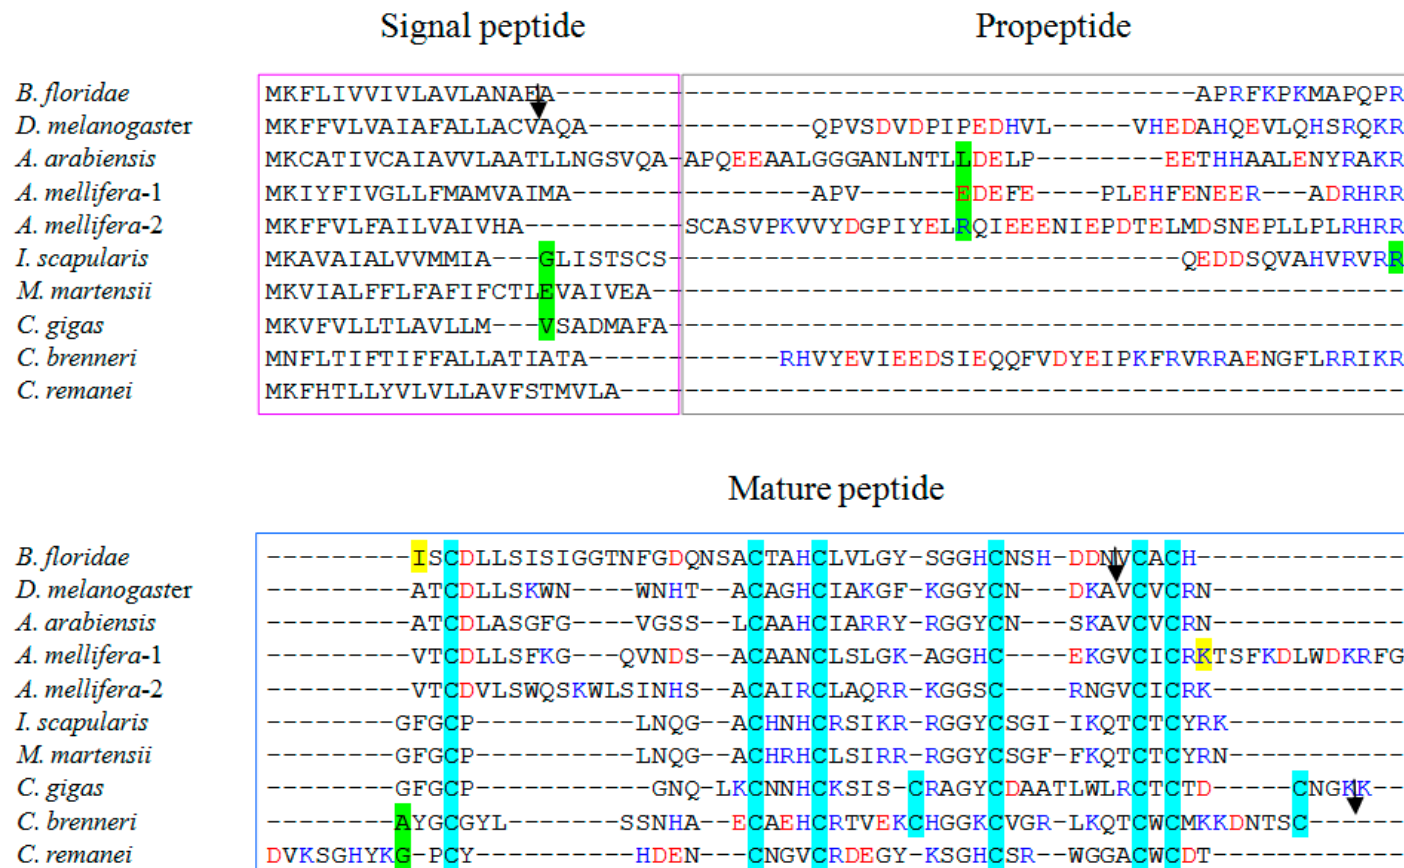 Signal peptide Propeptide
B. floridae MKFLIVVIVLAVLANAEA----------------------------------------APRFKPKMAPQPR
D. melanogaster MKFFVLVAIAFALLACVAQA--------------QPVSDVDPIPEDHVL-----VHEDAHQEVLQHSRQKR
A. arabiensis MKCATIVCAIAVVLAATLLNGSVQA-APQEEAALGGGANLNTLLDELP--------EETHHAALENYRAKR
A. mellifera-1 MKIYFIVGLLFMAMVAIMA---------------APV------EDEFE----PLEHFENEER---ADRHRR
A. mellifera-2 MKFFVLFAILVAIVHA----------SCASVPKVVYDGPIYELRQIEEENIEPDTELMDSNEPLLPLRHRR
I. scapularis MKAVAIALVVMMIA---GLISTSCS--------------------------------QEDDSQVAHVRVRR
M. martensii MKVIALFFLFAFIFCTLEVAIVEA-----------------------------------------------
C. gigas MKVFVLLTLAVLLM---VSADMAFA----------------------------------------------
C. brenneri MNFLTIFTIFFALLATIATA------------RHVYEVIEEDSIEQQFVDYEIPKFRVRRAENGFLRRIKR
C. remanei MKFHTLLYVLVLLAVFSTMVLA-------------------------------------------------
Mature peptide
B. floridae ---------ISCDLLSISIGGTNFGDQNSACTAHCLVLGY-SGGHCNSH-DDNVCACH-------------
D. melanogaster ---------ATCDLLSKWN----WNHT--ACAGHCIAKGF-KGGYCN---DKAVCVCRN------------
A. arabiensis ---------ATCDLASGFG----VGSS--LCAAHCIARRY-RGGYCN---SKAVCVCRN------------
A. mellifera-1 ---------VTCDLLSFKG---QVNDS--ACAANCLSLGK-AGGHC----EKGVCICRKTSFKDLWDKRFG
A. mellifera-2 ---------VTCDVLSWQSKWLSINHS--ACAIRCLAQRR-KGGSC----RNGVCICRK------------
I. scapularis --------GFGCP----------LNQG--ACHNHCRSIKR-RGGYCSGI-IKQTCTCYRK-----------
M. martensii --------GFGCP----------LNQG--ACHRHCLSIRR-RGGYCSGF-FKQTCTCYRN-----------
C. gigas --------GFGCP-----------GNQ-LKCNNHCKSIS-CRAGYCDAATLWLRCTCTD-----CNGKK--
C. brenneri --------AYGCGYL-------SSNHA--ECAEHCRTVEKCHGGKCVGR-LKQTCWCMKKDNTSC------
C. remanei DVKSGHYKG-PCY----------HDEN---CNGVCRDEGY-KSGHCSR--WGGACWCDT------------